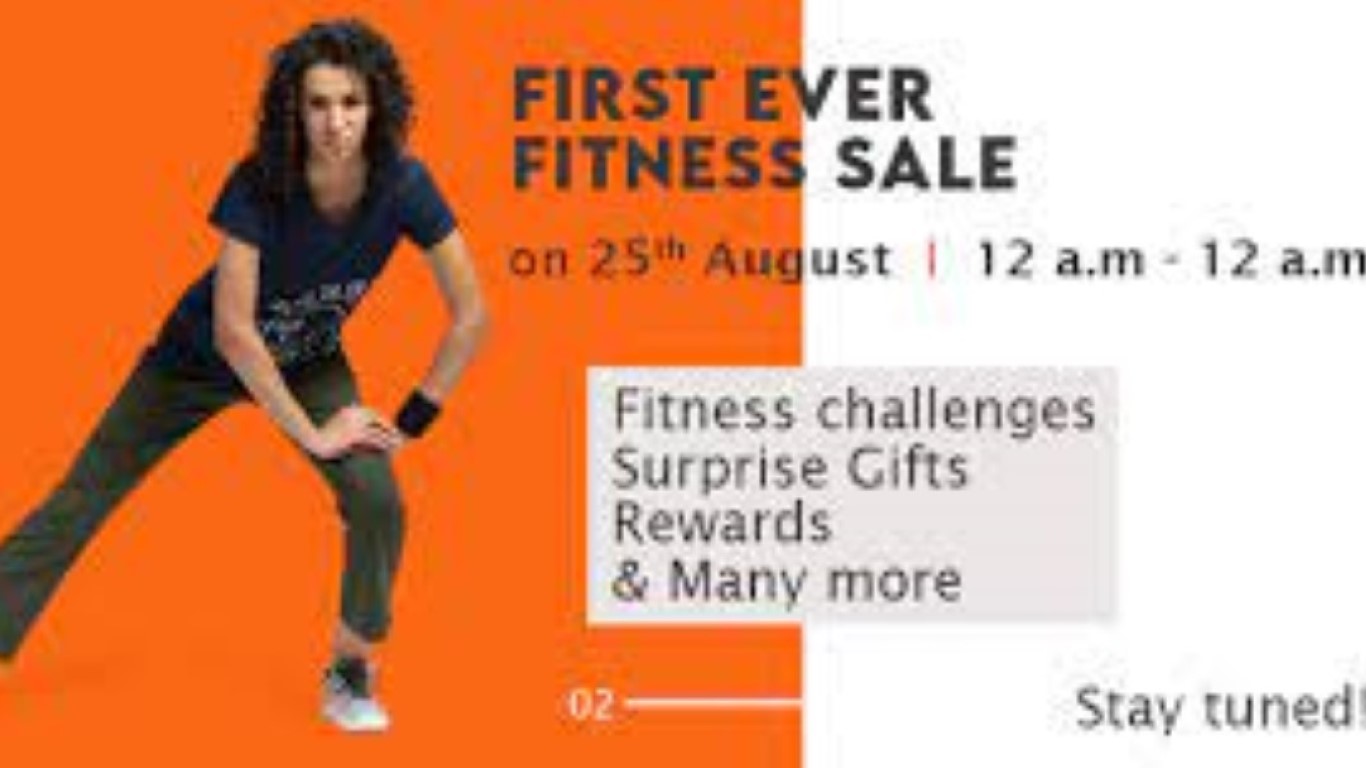 FIRST EVER
FITNESS SALE
on 25th August | 12 a.m - 12 a.m
Fitness challenges
Surprise Gifts
Rewards
& Many more
02
Stay tuned!